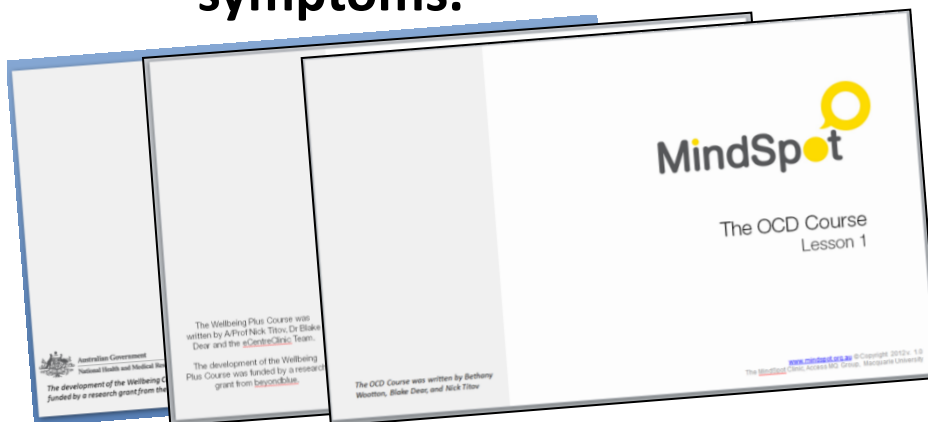 symptoms.
Australian Government
National Health and Medical
The development of the Wellbeing
funded by a research grant from the
The Wellbeing Plus Course was
written by A/Prof Nick Titov, Dr Blake
Dear and the eCentreClinic Team.
The development of the Wellbeing
Plus Course was funded by a research
grant from beyondblue.
MindSpot
The OCD Course
Lesson 1
The OCD Course was written by Bethany
Wootton, Blake Dear, and Nick Titov
www.mindspot.org.au ©Copyright 2012 v. 1.0
The MindSpot Clinic, Access MQ Group, Macquarie University